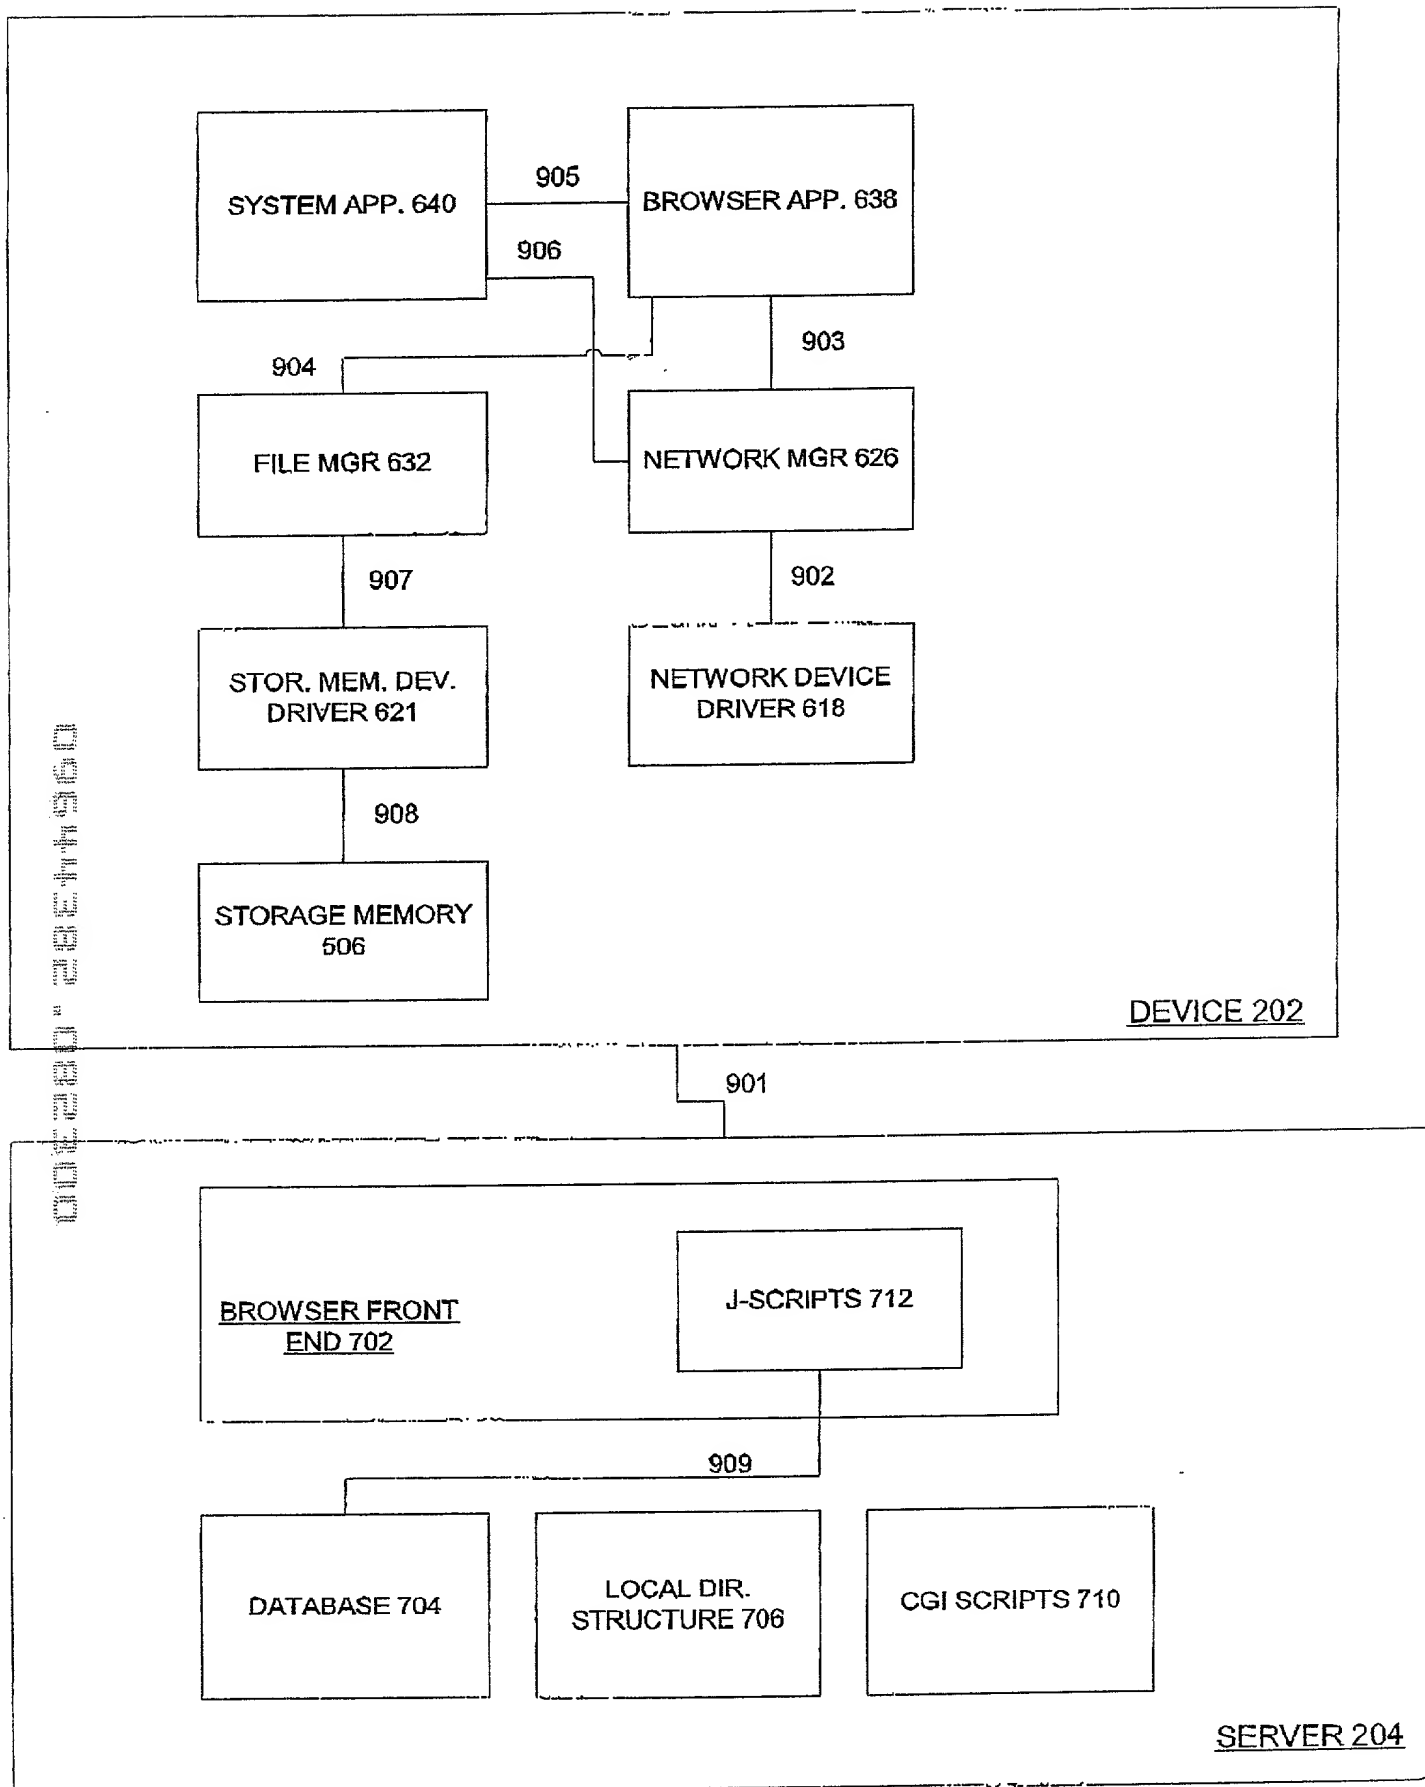 SYSTEM APP. 640
905
BROWSER APP. 638
906
903
904
FILE MGR 632
NETWORK MGR 626
907
902
STOR. MEM. DEV.
DRIVER 621
NETWORK DEVICE
DRIVER 618
908
STORAGE MEMORY
506
DEVICE 202
901
J-SCRIPTS 712
BROWSER FRONT
END 702
909
DATABASE 704
LOCAL DIR.
STRUCTURE 706
CGI SCRIPTS 710
SERVER 204
09644382 . 082300